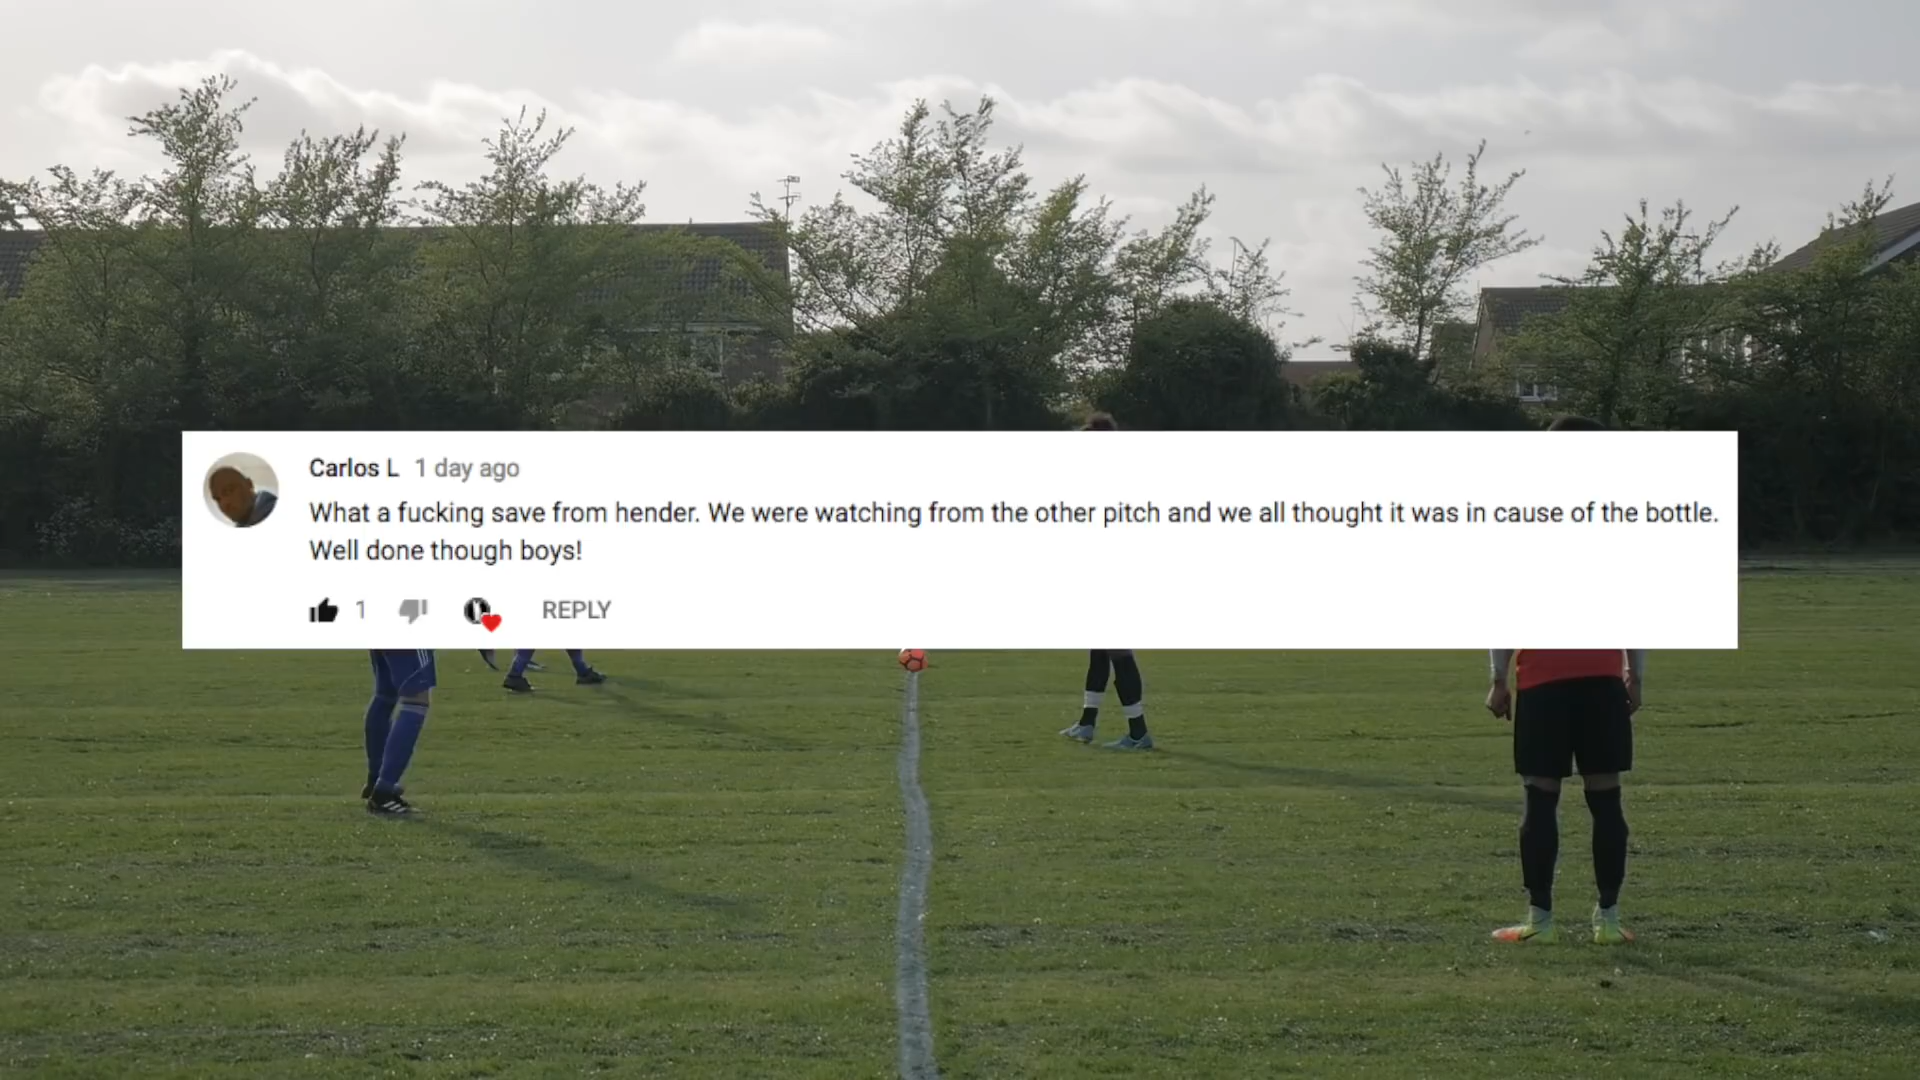 Carlos L 1 day ago
What a fucking save from hender. We were watching from the other pitch and we all thought it was in cause of the bottle.
Well done though boys!
1 REPLY